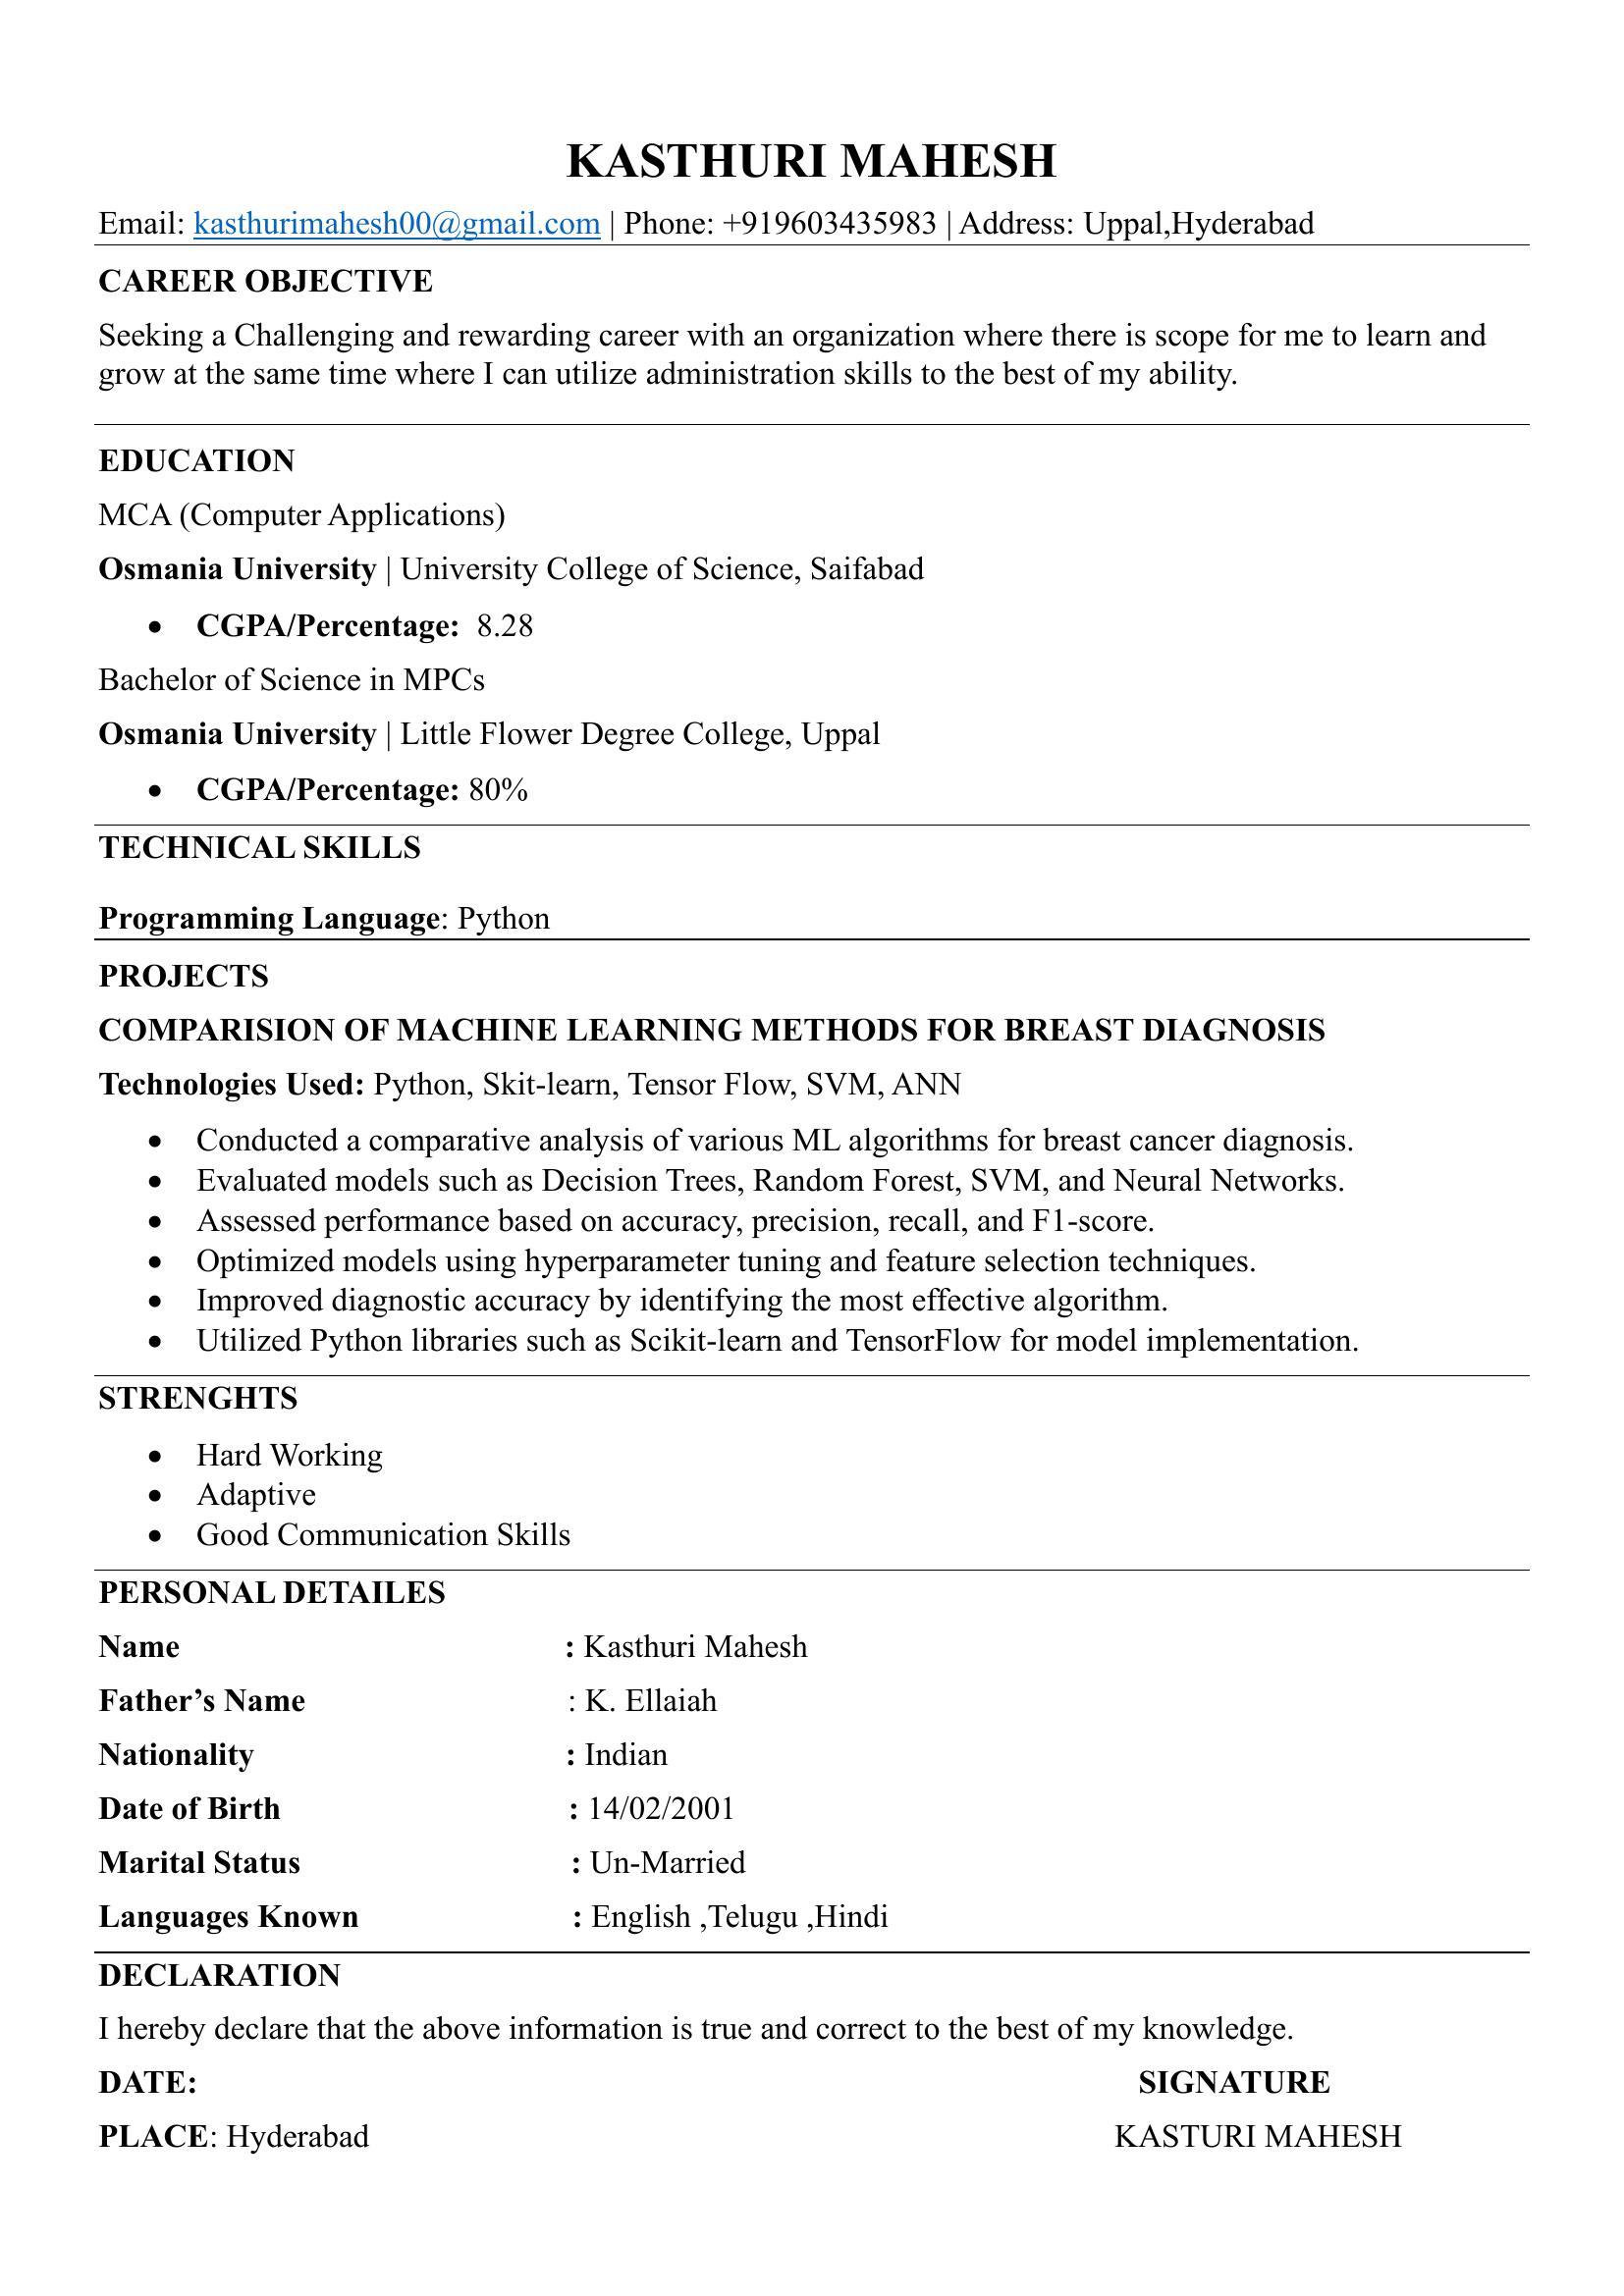 KASTHURI MAHESH
Email: kasthurimahesh00@gmail.com | Phone: +919603435983 | Address: Uppal,Hyderabad
CAREER OBJECTIVE
Seeking a Challenging and rewarding career with an organization where there is scope for me to learn and
grow at the same time where I can utilize administration skills to the best of my ability.
EDUCATION
MCA (Computer Applications)
Osmania University | University College of Science, Saifabad
• CGPA/Percentage: 8.28
Bachelor of Science in MPCs
Osmania University | Little Flower Degree College, Uppal
• CGPA/Percentage: 80%
TECHNICAL SKILLS
Programming Language: Python
PROJECTS
COMPARISION OF MACHINE LEARNING METHODS FOR BREAST DIAGNOSIS
Technologies Used: Python, Skit-learn, Tensor Flow, SVM, ANN
• Conducted a comparative analysis of various ML algorithms for breast cancer diagnosis.
• Evaluated models such as Decision Trees, Random Forest, SVM, and Neural Networks.
• Assessed performance based on accuracy, precision, recall, and F1-score.
• Optimized models using hyperparameter tuning and feature selection techniques.
• Improved diagnostic accuracy by identifying the most effective algorithm.
• Utilized Python libraries such as Scikit-learn and TensorFlow for model implementation.
STRENGHTS
• Hard Working
• Adaptive
• Good Communication Skills
PERSONAL DETAILES
Name : Kasthuri Mahesh
Father’s Name : K. Ellaiah
Nationality : Indian
Date of Birth : 14/02/2001
Marital Status : Un-Married
Languages Known : English ,Telugu ,Hindi
DECLARATION
I hereby declare that the above information is true and correct to the best of my knowledge.
DATE: SIGNATURE
PLACE: Hyderabad KASTURI MAHESH